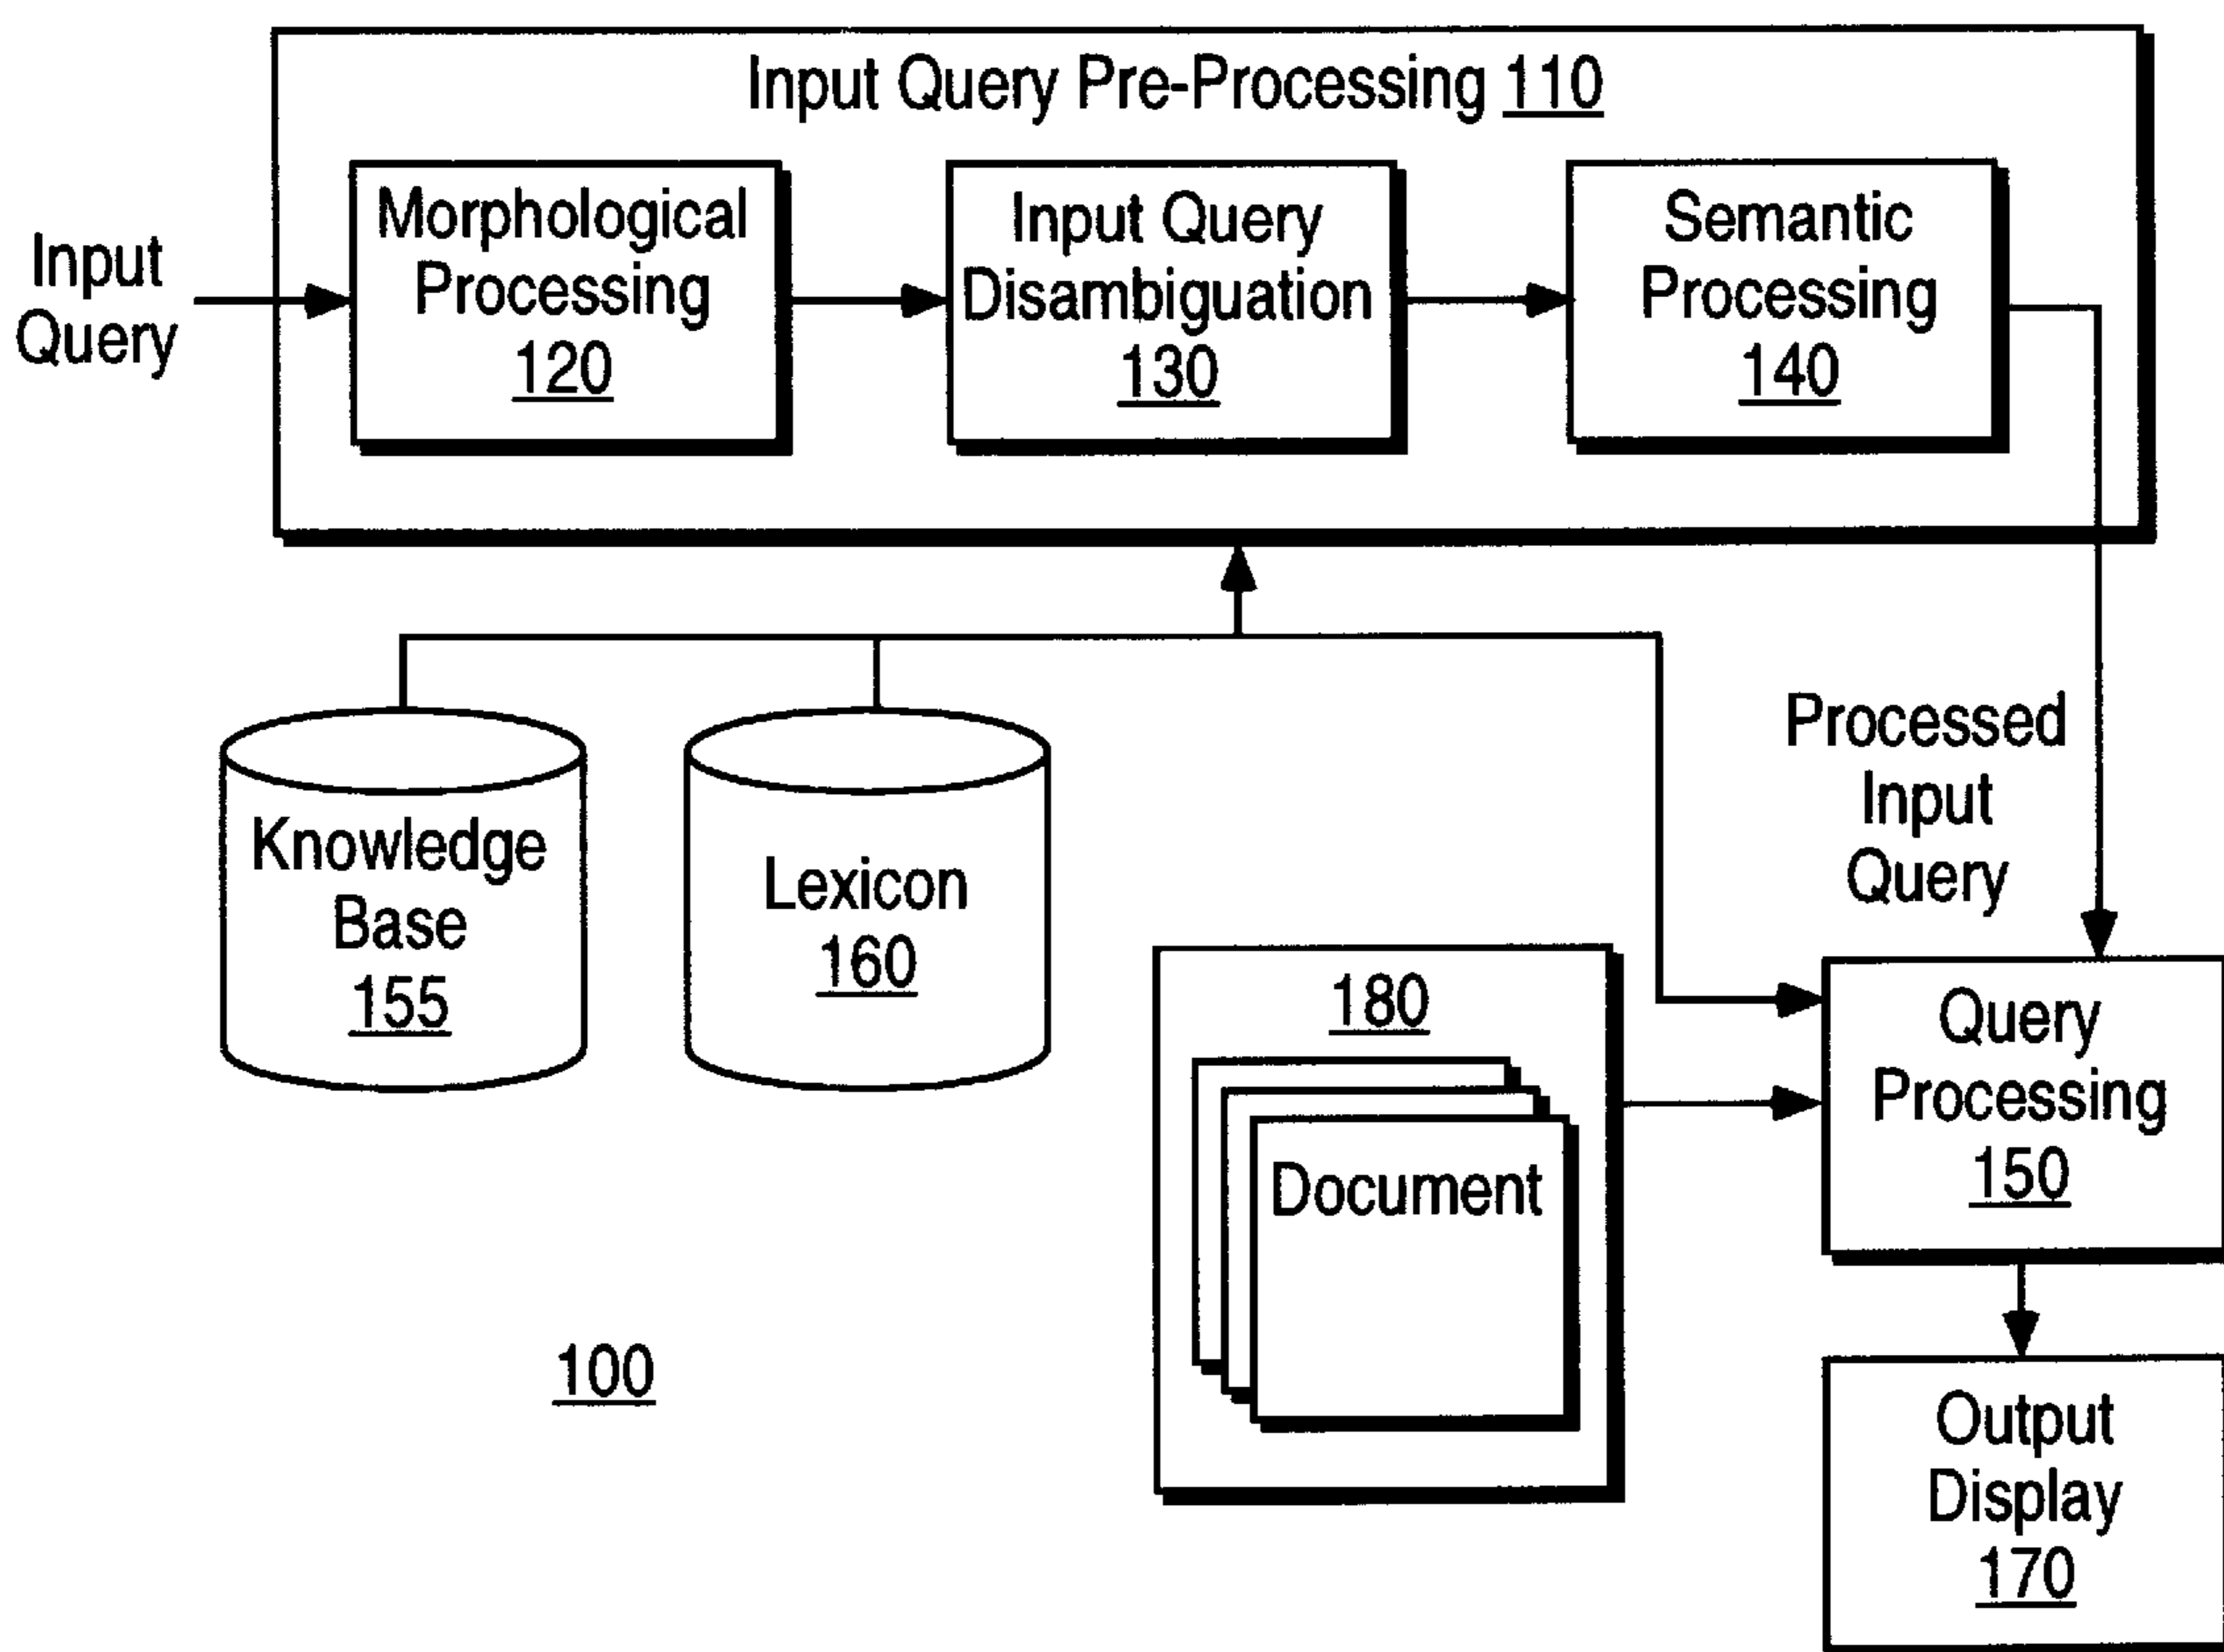 Input Query Pre-Processing 110
Input
Query
Morphological
Processing
120
Input Query
Disambiguation
130
Semantic
Processing
140
Processed
Input
Query
Knowledge
Base
155
Lexicon
160
180
Document
Query
Processing
150
100
Output
Display
170